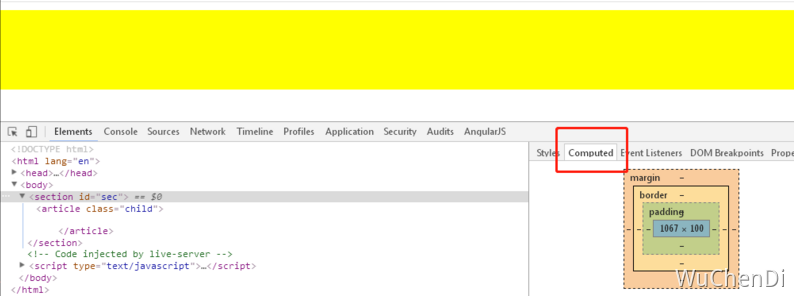 Elements Console Sources Network Timeline Profiles Application Security Audits AngularJS
<!DOCTYPE html>
<html lang="en">
▶<head>…</head>
▼<body>
… ▼<section id="sec"> == $0
<article class="child">
</article>
</section>
<!-- Code injected by live-server -->
▶<script type="text/javascript">…</script>
</body>
</html>
Styles Computed Event Listeners DOM Breakpoints Prope
margin –
border –
padding –
– – – 1067 × 100 – – –
–
–
–
WuChenDi